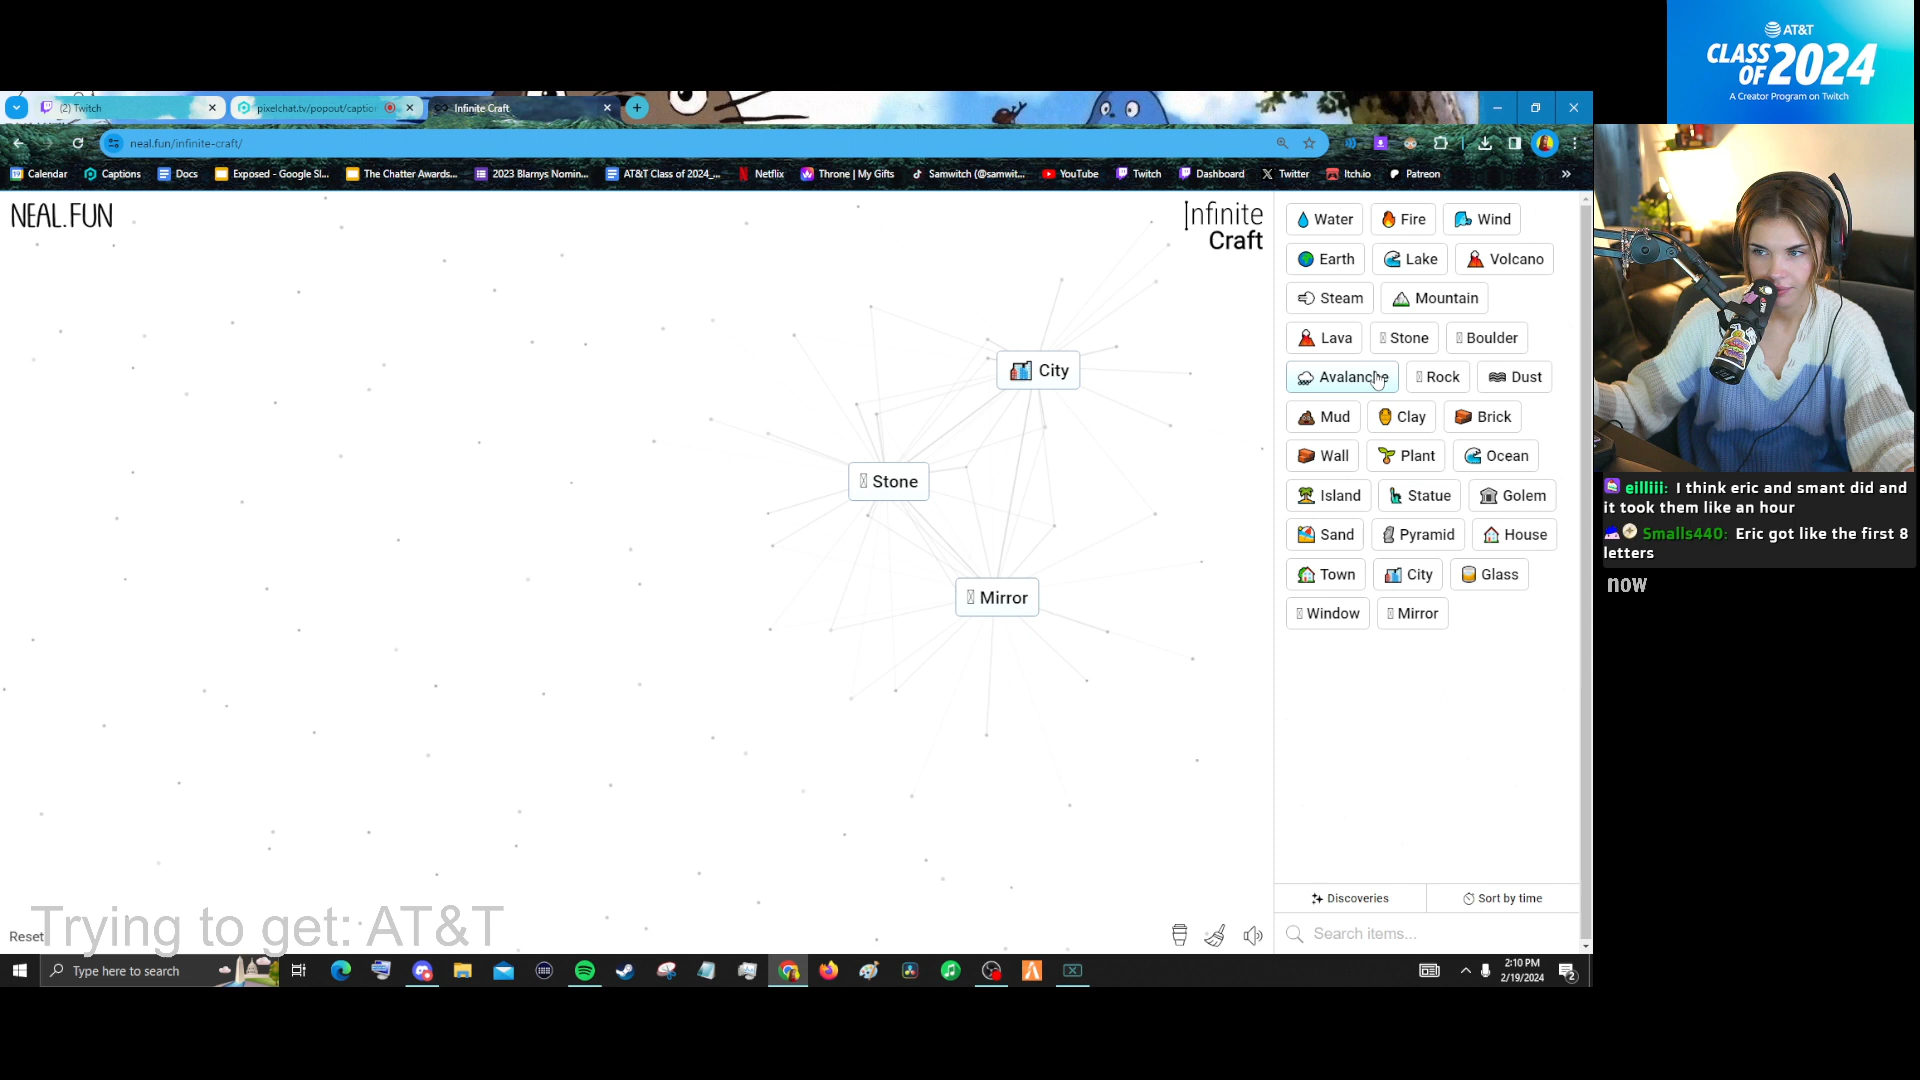 AT&T
CLASS
OF 2024
A Creator Program on Twitch
(2) Twitch
pixelchat.tv/popout/captio
Infinite Craft
neal.fun/infinite-craft/
Calendar
Captions
Docs
Exposed - Google Sl...
The Chatter Awards...
2023 Blarnys Nomin...
AT&T Class of 2024_...
Netflix
Throne | My Gifts
Samwitch (@samwit...
YouTube
Twitch
Dashboard
Twitter
Itch.io
Patreon
NEAL.FUN
Infinite
Craft
City
Stone
Mirror
Water
Fire
Wind
Earth
Lake
Volcano
Steam
Mountain
Lava
Stone
Boulder
Avalanche
Rock
Dust
Mud
Clay
Brick
Wall
Plant
Ocean
Island
Statue
Golem
Sand
Pyramid
House
Town
City
Glass
Window
Mirror
eilliii: I think eric and smant did and
it took them like an hour
Smalls440: Eric got like the first 8
letters
now
Discoveries
Sort by time
Search items...
Reset
Trying to get: AT&T
Type here to search
2:10 PM
2/19/2024
2